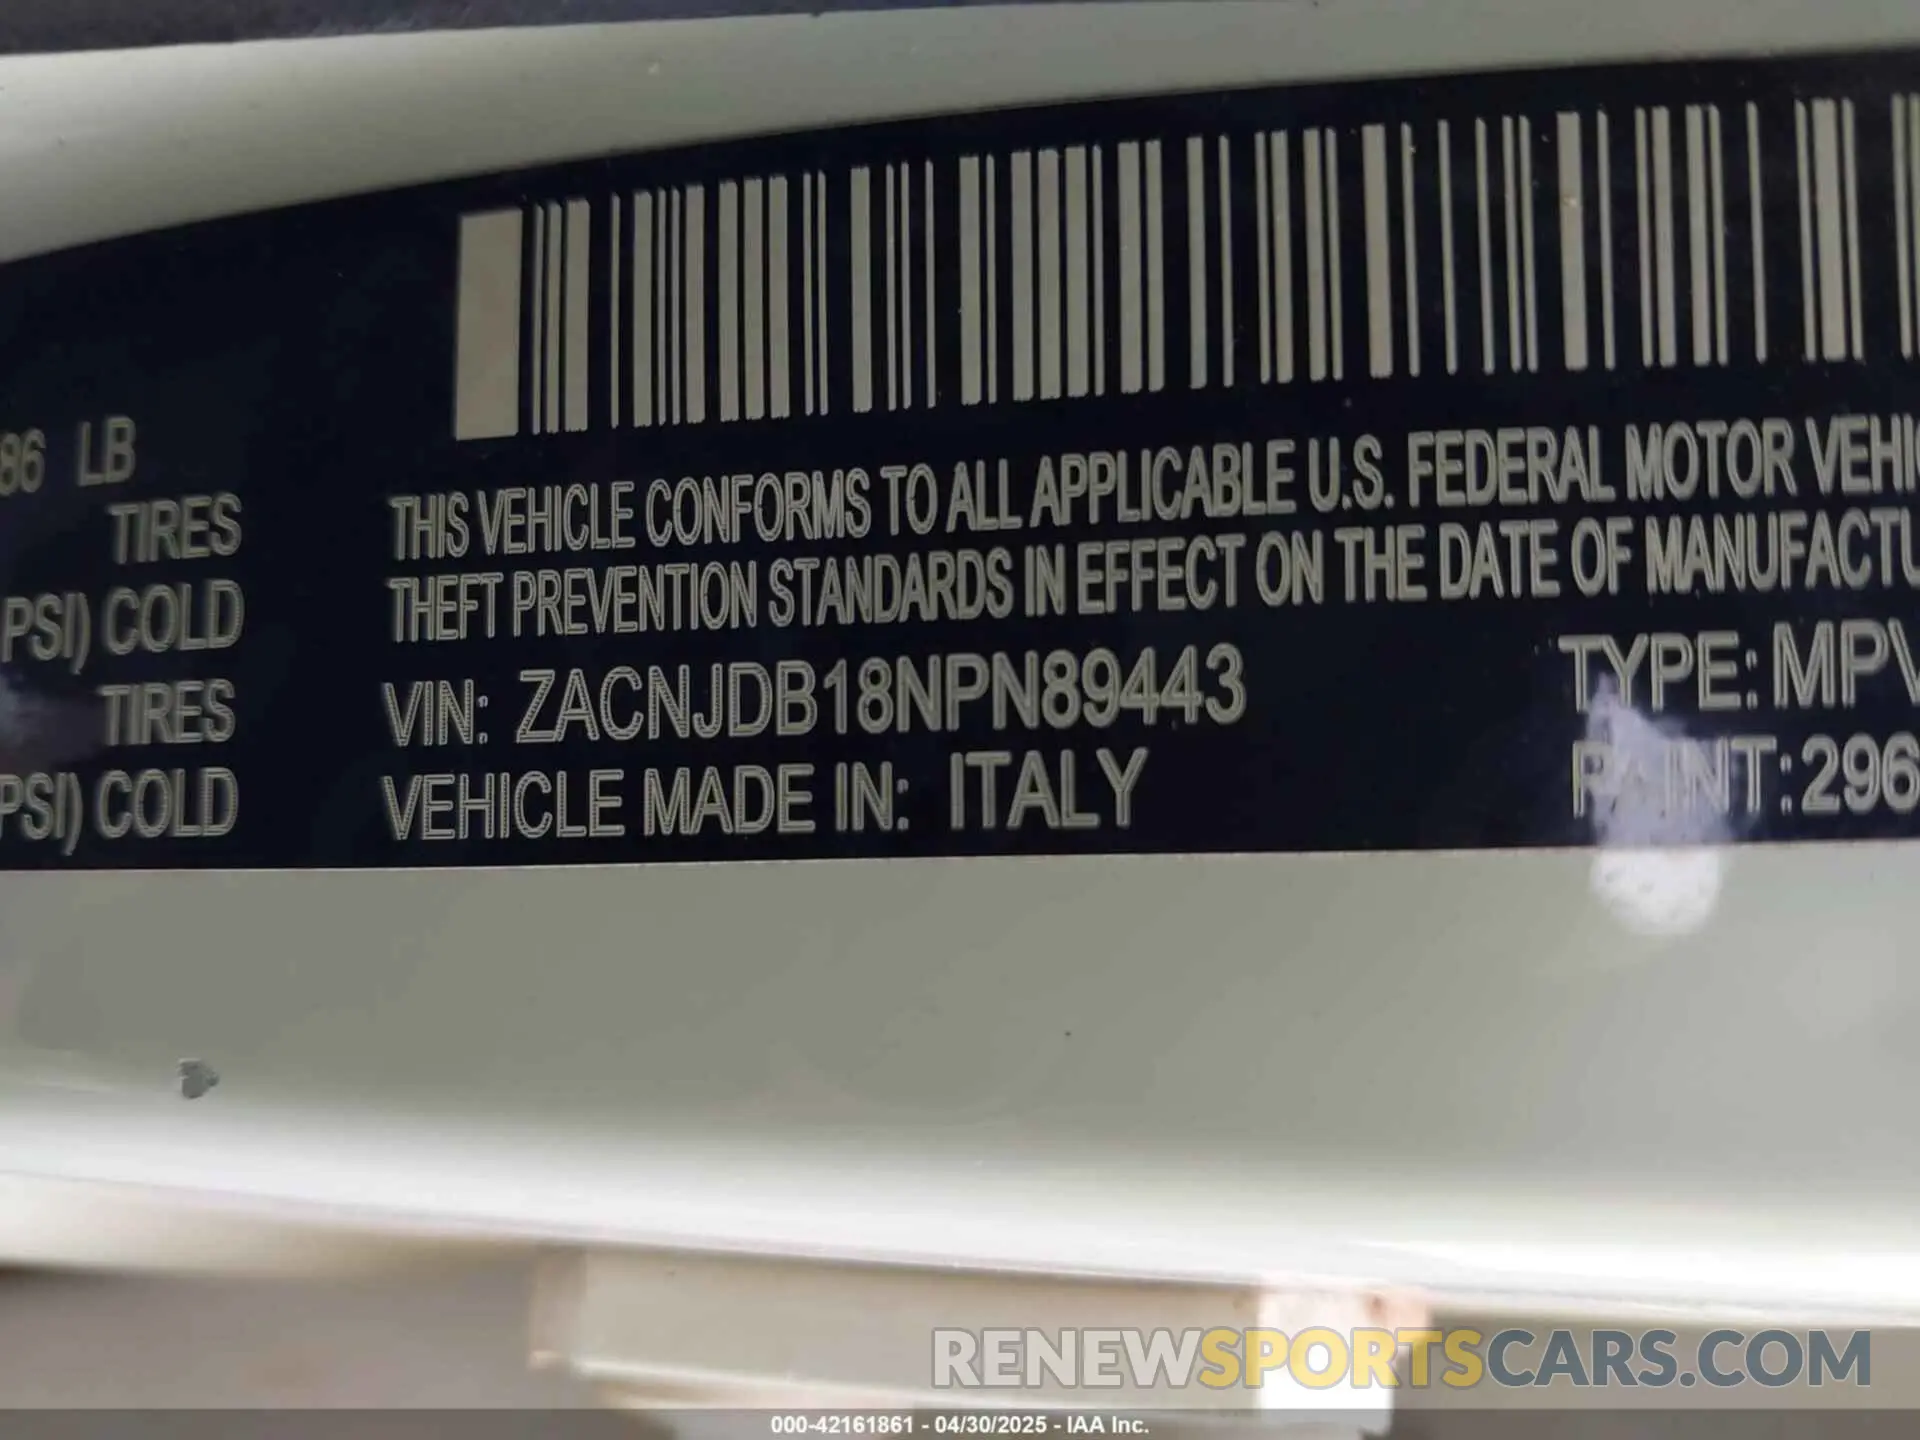 86 LB
TIRES
PSI) COLD
TIRES
PSI) COLD
THIS VEHICLE CONFORMS TO ALL APPLICABLE U.S. FEDERAL MOTOR VEHIC
THEFT PREVENTION STANDARDS IN EFFECT ON THE DATE OF MANUFACTU
VIN: ZACNJDB18NPN89443
TYPE: MPV
VEHICLE MADE IN: ITALY
PAINT: 296
RENEWSPORTSCARS.COM
000-42161861 - 04/30/2025 - IAA Inc.